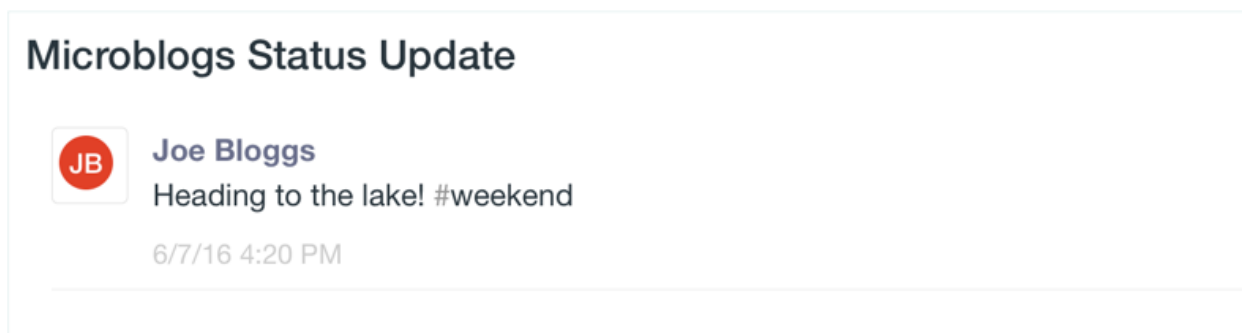 Microblogs Status Update
JB
Joe Bloggs
Heading to the lake! #weekend
6/7/16 4:20 PM